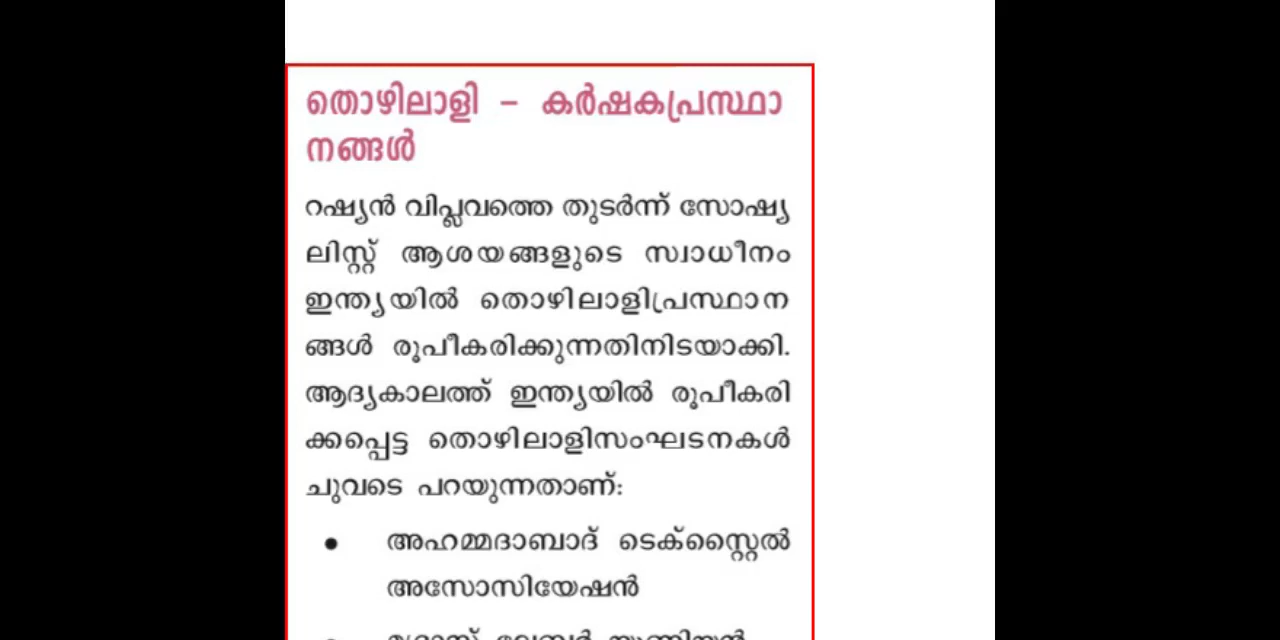 തൊഴിലാളി – കർഷകപ്രസ്ഥാ
നങ്ങൾ
റഷ്യൻ വിപ്ലവത്തെ തുടർന്ന് സോഷ്യ
ലിസ്റ്റ് ആശയങ്ങളുടെ സ്വാധീനം
ഇന്ത്യയിൽ തൊഴിലാളിപ്രസ്ഥാന
ങ്ങൾ രൂപീകരിക്കുന്നതിനിടയാക്കി.
ആദ്യകാലത്ത് ഇന്ത്യയിൽ രൂപീകരി
ക്കപ്പെട്ട തൊഴിലാളിസംഘടനകൾ
ചുവടെ പറയുന്നതാണ്:
• അഹമ്മദാബാദ് ടെക്സ്റ്റൈൽ
അസോസിയേഷൻ